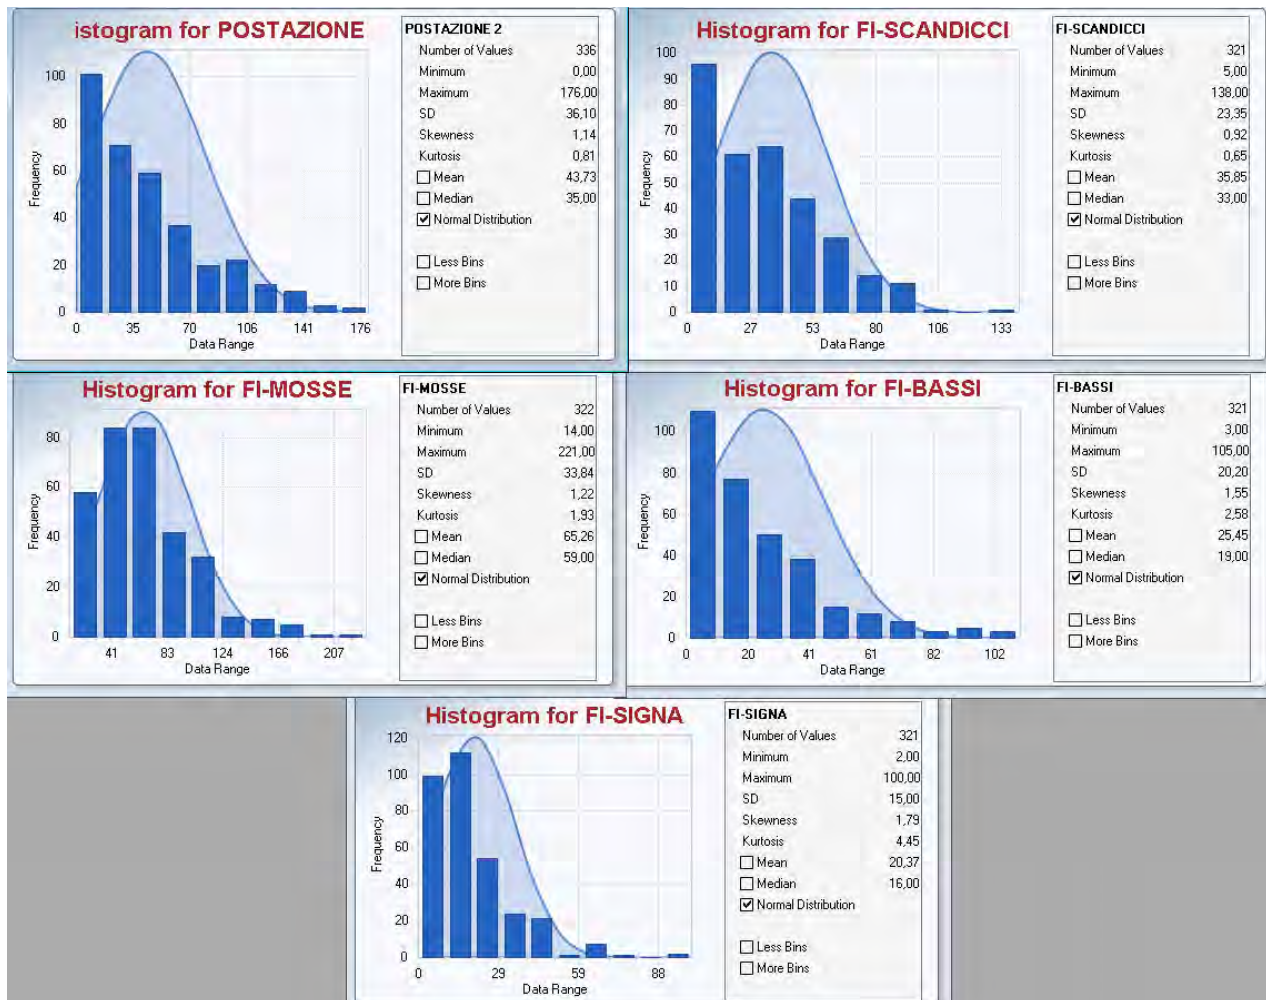 istogram for POSTAZIONE
100
80
60
40
20
0
Frequency
0 35 70 106 141 176
Data Range
POSTAZIONE 2
Number of Values 336
Minimum 0,00
Maximum 176,00
SD 36,10
Skewness 1,14
Kurtosis 0,81
Mean 43,73
Median 35,00
Normal Distribution
Less Bins
More Bins
Histogram for FI-SCANDICCI
100
90
80
70
60
50
40
30
20
10
0
Frequency
0 27 53 80 106 133
Data Range
FI-SCANDICCI
Number of Values 321
Minimum 5,00
Maximum 138,00
SD 23,35
Skewness 0,92
Kurtosis 0,65
Mean 35,85
Median 33,00
Normal Distribution
Less Bins
More Bins
Histogram for FI-MOSSE
80
60
40
20
0
Frequency
41 83 124 166 207
Data Range
FI-MOSSE
Number of Values 322
Minimum 14,00
Maximum 221,00
SD 33,84
Skewness 1,22
Kurtosis 1,93
Mean 65,26
Median 59,00
Normal Distribution
Less Bins
More Bins
Histogram for FI-BASSI
100
80
60
40
20
0
Frequency
0 20 41 61 82 102
Data Range
FI-BASSI
Number of Values 321
Minimum 3,00
Maximum 105,00
SD 20,20
Skewness 1,55
Kurtosis 2,58
Mean 25,45
Median 19,00
Normal Distribution
Less Bins
More Bins
Histogram for FI-SIGNA
120
100
80
60
40
20
0
Frequency
0 29 59 88
Data Range
FI-SIGNA
Number of Values 321
Minimum 2,00
Maximum 100,00
SD 15,00
Skewness 1,79
Kurtosis 4,45
Mean 20,37
Median 16,00
Normal Distribution
Less Bins
More Bins